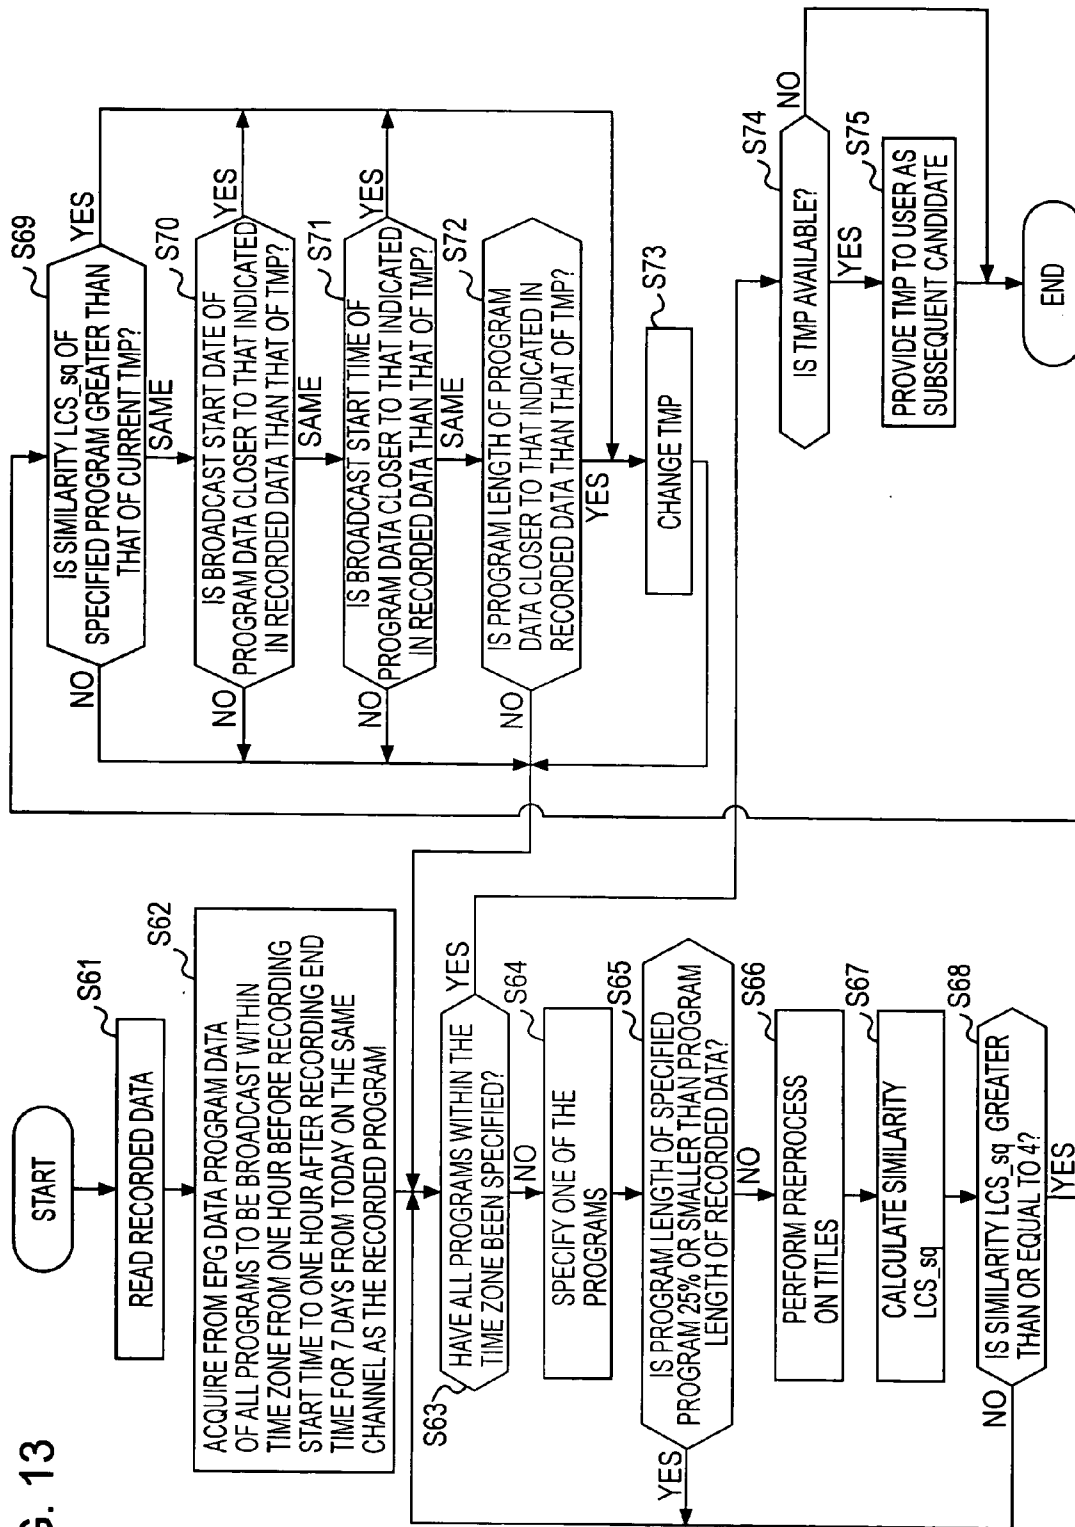 G. 13
START
READ RECORDED DATA
S61
ACQUIRE FROM EPG DATA PROGRAM DATA
OF ALL PROGRAMS TO BE BROADCAST WITHIN
TIME ZONE FROM ONE HOUR BEFORE RECORDING
START TIME TO ONE HOUR AFTER RECORDING END
TIME FOR 7 DAYS FROM TODAY ON THE SAME
CHANNEL AS THE RECORDED PROGRAM
S62
S63
HAVE ALL PROGRAMS WITHIN THE
TIME ZONE BEEN SPECIFIED?
YES
NO
S64
SPECIFY ONE OF THE
PROGRAMS
S65
IS PROGRAM LENGTH OF SPECIFIED
PROGRAM 25% OR SMALLER THAN PROGRAM
LENGTH OF RECORDED DATA?
YES
NO
S66
PERFORM PREPROCESS
ON TITLES
S67
CALCULATE SIMILARITY
LCS_sq
S68
IS SIMILARITY LCS_sq GREATER
THAN OR EQUAL TO 4?
NO
YES
S69
IS SIMILARITY LCS_sq OF
SPECIFIED PROGRAM GREATER THAN
THAT OF CURRENT TMP?
NO
YES
SAME
S70
IS BROADCAST START DATE OF
PROGRAM DATA CLOSER TO THAT INDICATED
IN RECORDED DATA THAN THAT OF TMP?
NO
YES
SAME
S71
IS BROADCAST START TIME OF
PROGRAM DATA CLOSER TO THAT INDICATED
IN RECORDED DATA THAN THAT OF TMP?
NO
YES
SAME
S72
IS PROGRAM LENGTH OF PROGRAM
DATA CLOSER TO THAT INDICATED IN
RECORDED DATA THAN THAT OF TMP?
NO
YES
S73
CHANGE TMP
S74
IS TMP AVAILABLE?
NO
YES
S75
PROVIDE TMP TO USER AS
SUBSEQUENT CANDIDATE
END